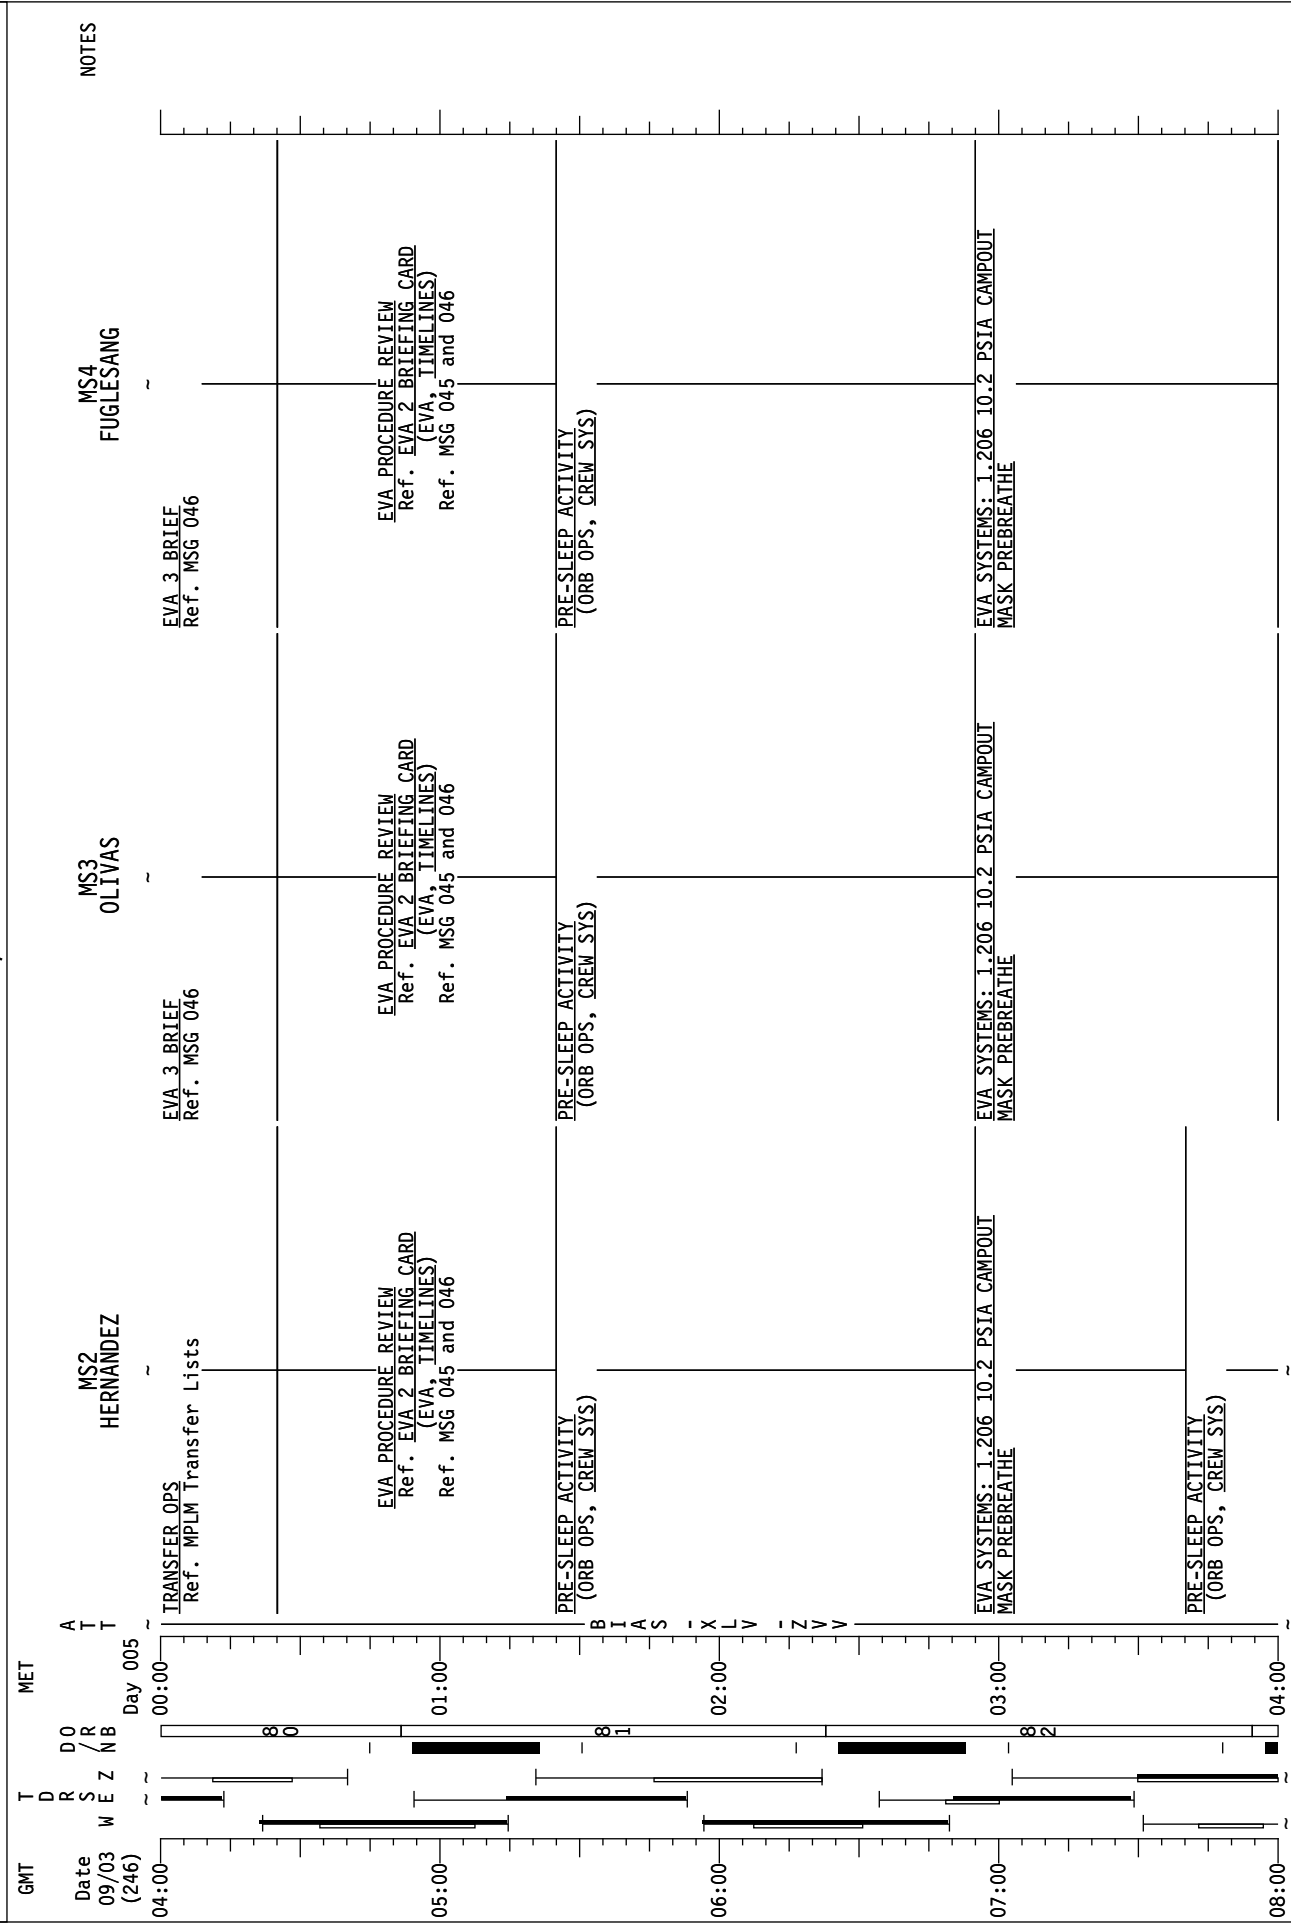 GMT
Date
09/03
(246)
04:00
05:00
06:00
07:00
08:00
T
D
R
S
W E Z
D O
/ R
N B
80
81
82
MET
Day 005
00:00
01:00
02:00
03:00
04:00
A
T
T
~
BIAS -XLV -ZVV
~
MS2
HERNANDEZ
~
TRANSFER OPS
Ref. MPLM Transfer Lists
EVA PROCEDURE REVIEW
Ref. EVA 2 BRIEFING CARD
(EVA, TIMELINES)
Ref. MSG 045 and 046
PRE-SLEEP ACTIVITY
(ORB OPS, CREW SYS)
EVA SYSTEMS: 1.206 10.2 PSIA CAMPOUT
MASK PREBREATHE
PRE-SLEEP ACTIVITY
(ORB OPS, CREW SYS)
~
MS3
OLIVAS
~
EVA 3 BRIEF
Ref. MSG 046
EVA PROCEDURE REVIEW
Ref. EVA 2 BRIEFING CARD
(EVA, TIMELINES)
Ref. MSG 045 and 046
PRE-SLEEP ACTIVITY
(ORB OPS, CREW SYS)
EVA SYSTEMS: 1.206 10.2 PSIA CAMPOUT
MASK PREBREATHE
MS4
FUGLESANG
~
EVA 3 BRIEF
Ref. MSG 046
EVA PROCEDURE REVIEW
Ref. EVA 2 BRIEFING CARD
(EVA, TIMELINES)
Ref. MSG 045 and 046
PRE-SLEEP ACTIVITY
(ORB OPS, CREW SYS)
EVA SYSTEMS: 1.206 10.2 PSIA CAMPOUT
MASK PREBREATHE
NOTES